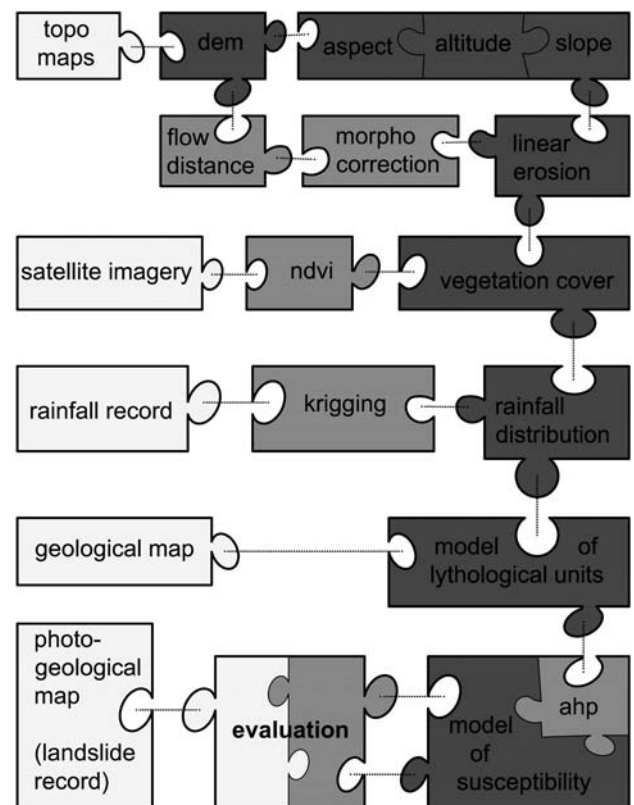 topo
maps
dem
aspect altitude slope
flow
distance
morpho
correction
linear
erosion
satellite imagery
ndvi
vegetation cover
rainfall record
krigging
rainfall
distribution
geological map
model of
lythological units
photo-
geological
map
(landslide
record)
evaluation
ahp
model
of
susceptibility